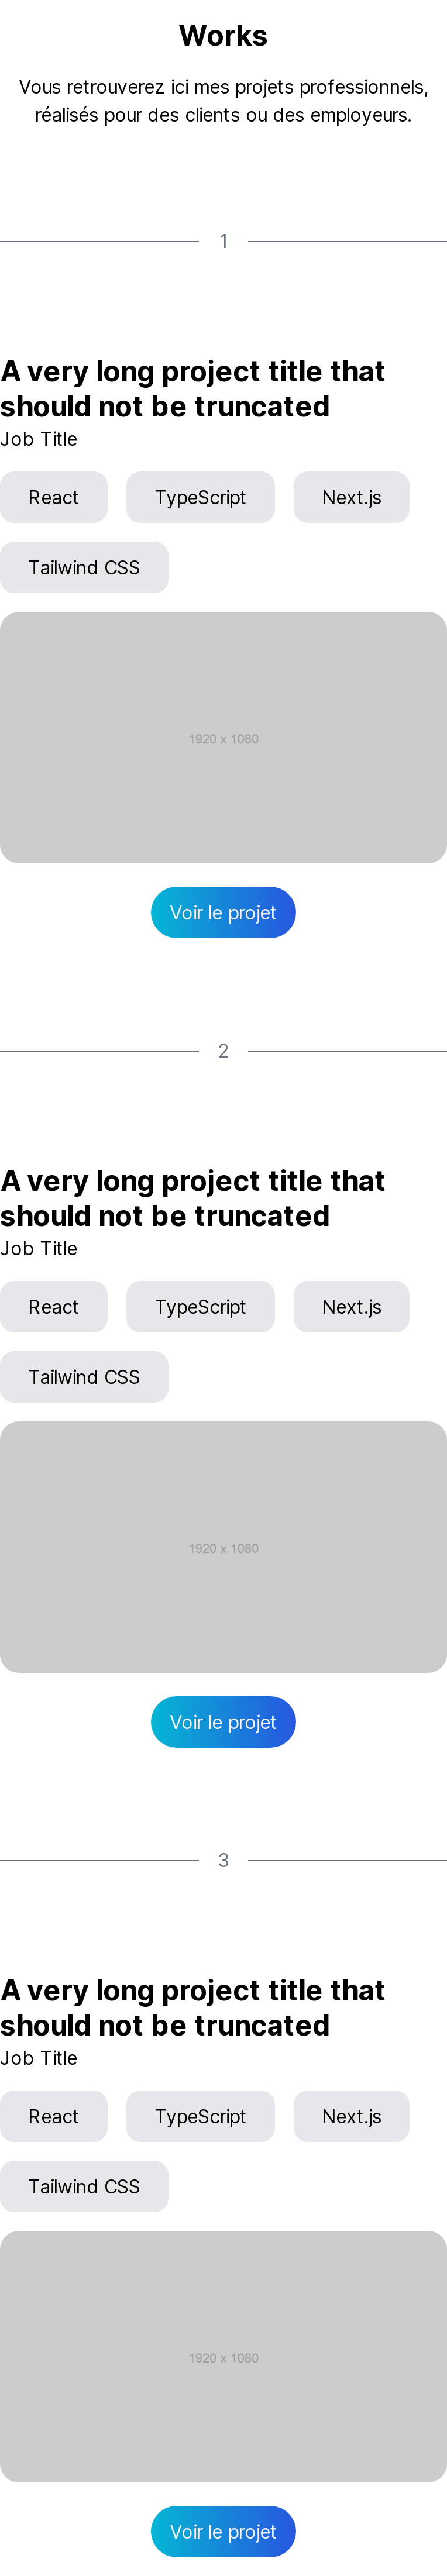 Works
Vous retrouverez ici mes projets professionnels,
réalisés pour des clients ou des employeurs.
1
A very long project title that
should not be truncated
Job Title
React TypeScript Next.js
Tailwind CSS
1920 x 1080
Voir le projet
2
A very long project title that
should not be truncated
Job Title
React TypeScript Next.js
Tailwind CSS
1920 x 1080
Voir le projet
3
A very long project title that
should not be truncated
Job Title
React TypeScript Next.js
Tailwind CSS
1920 x 1080
Voir le projet